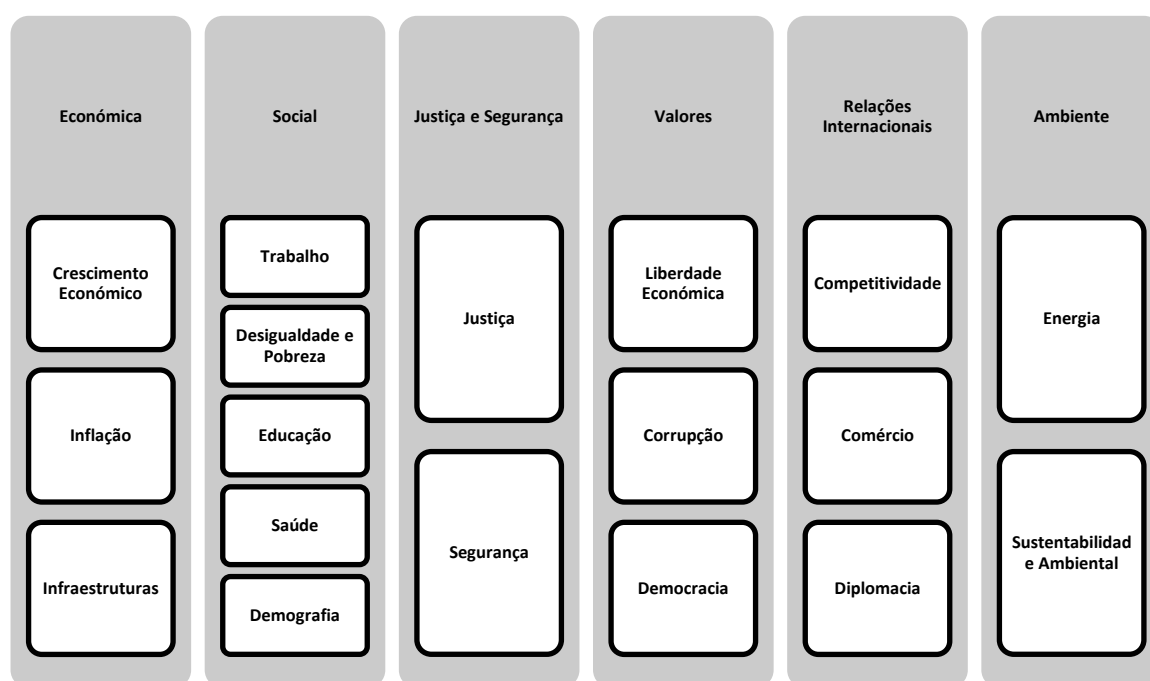 Económica
Crescimento
Económico
Inflação
Infraestruturas
Social
Trabalho
Desigualdade e
Pobreza
Educação
Saúde
Demografia
Justiça e Segurança
Justiça
Segurança
Valores
Liberdade
Económica
Corrupção
Democracia
Relações
Internacionais
Competitividade
Comércio
Diplomacia
Ambiente
Energia
Sustentabilidad
e Ambiental